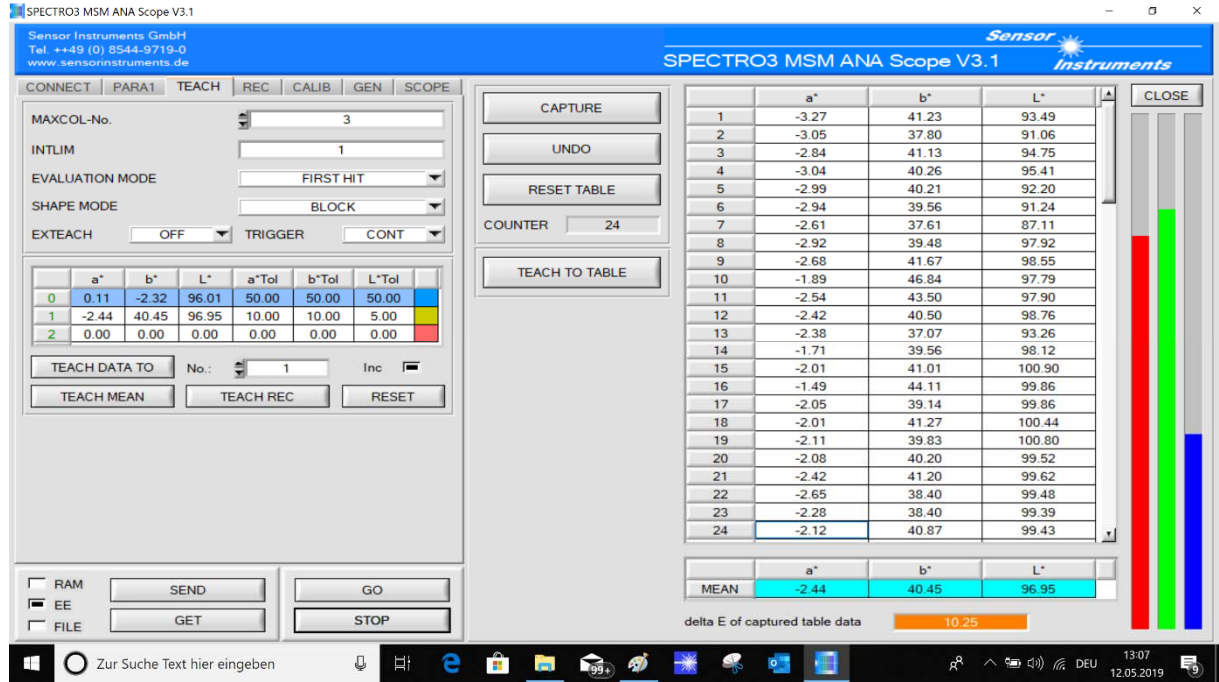 SPECTRO3 MSM ANA Scope V3.1
Sensor Instruments GmbH
Tel. ++49 (0) 8544-9719-0
www.sensorinstruments.de
Sensor
Instruments
SPECTRO3 MSM ANA Scope V3.1
CONNECT PARA1 TEACH REC CALIB GEN SCOPE
MAXCOL-No. 3
INTLIM 1
EVALUATION MODE FIRST HIT
SHAPE MODE BLOCK
EXTEACH OFF TRIGGER CONT
a* b* L* a*Tol b*Tol L*Tol
0 0.11 -2.32 96.01 50.00 50.00 50.00
1 -2.44 40.45 96.95 10.00 10.00 5.00
2 0.00 0.00 0.00 0.00 0.00 0.00
TEACH DATA TO No.: 1 Inc
TEACH MEAN TEACH REC RESET
RAM
EE
FILE
SEND GO
GET STOP
CAPTURE
UNDO
RESET TABLE
COUNTER 24
TEACH TO TABLE
CLOSE
a* b* L*
1 -3.27 41.23 93.49
2 -3.05 37.80 91.06
3 -2.84 41.13 94.75
4 -3.04 40.26 95.41
5 -2.99 40.21 92.20
6 -2.94 39.56 91.24
7 -2.61 37.61 87.11
8 -2.92 39.48 97.92
9 -2.68 41.67 98.55
10 -1.89 46.84 97.79
11 -2.54 43.50 97.90
12 -2.42 40.50 98.76
13 -2.38 37.07 93.26
14 -1.71 39.56 98.12
15 -2.01 41.01 100.90
16 -1.49 44.11 99.86
17 -2.05 39.14 99.86
18 -2.01 41.27 100.44
19 -2.11 39.83 100.80
20 -2.08 40.20 99.52
21 -2.42 41.20 99.62
22 -2.65 38.40 99.48
23 -2.28 38.40 99.39
24 -2.12 40.87 99.43
a* b* L*
MEAN -2.44 40.45 96.95
delta E of captured table data 10.25
Zur Suche Text hier eingeben
99+
DEU
13:07
12.05.2019
9